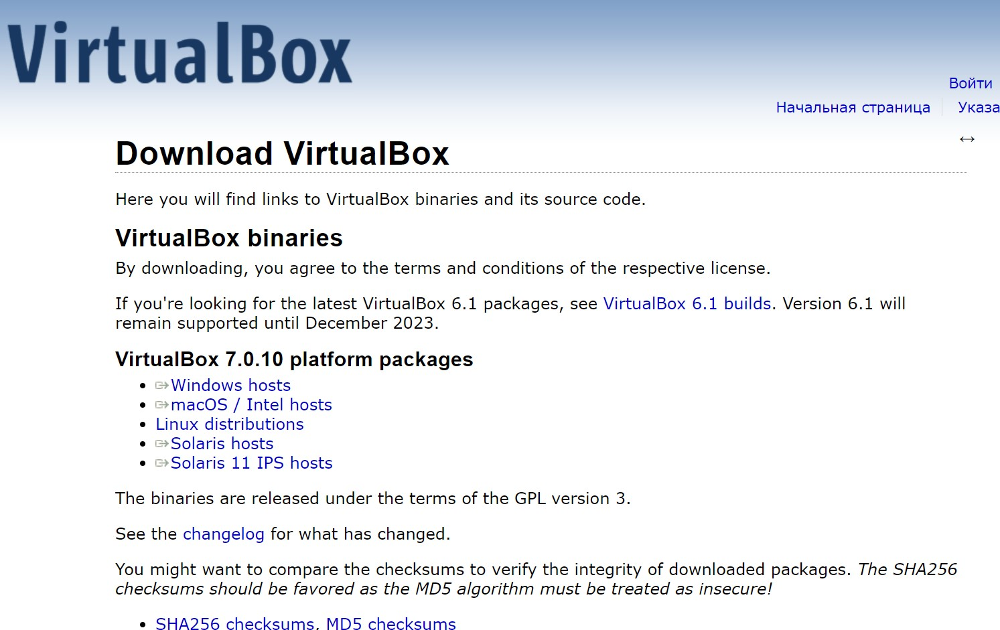 VirtualBox
Войти
Начальная страница
Указа
Download VirtualBox
Here you will find links to VirtualBox binaries and its source code.
VirtualBox binaries
By downloading, you agree to the terms and conditions of the respective license.
If you're looking for the latest VirtualBox 6.1 packages, see VirtualBox 6.1 builds. Version 6.1 will
remain supported until December 2023.
VirtualBox 7.0.10 platform packages
Windows hosts
macOS / Intel hosts
Linux distributions
Solaris hosts
Solaris 11 IPS hosts
The binaries are released under the terms of the GPL version 3.
See the changelog for what has changed.
You might want to compare the checksums to verify the integrity of downloaded packages. The SHA256
checksums should be favored as the MD5 algorithm must be treated as insecure!
SHA256 checksums, MD5 checksums